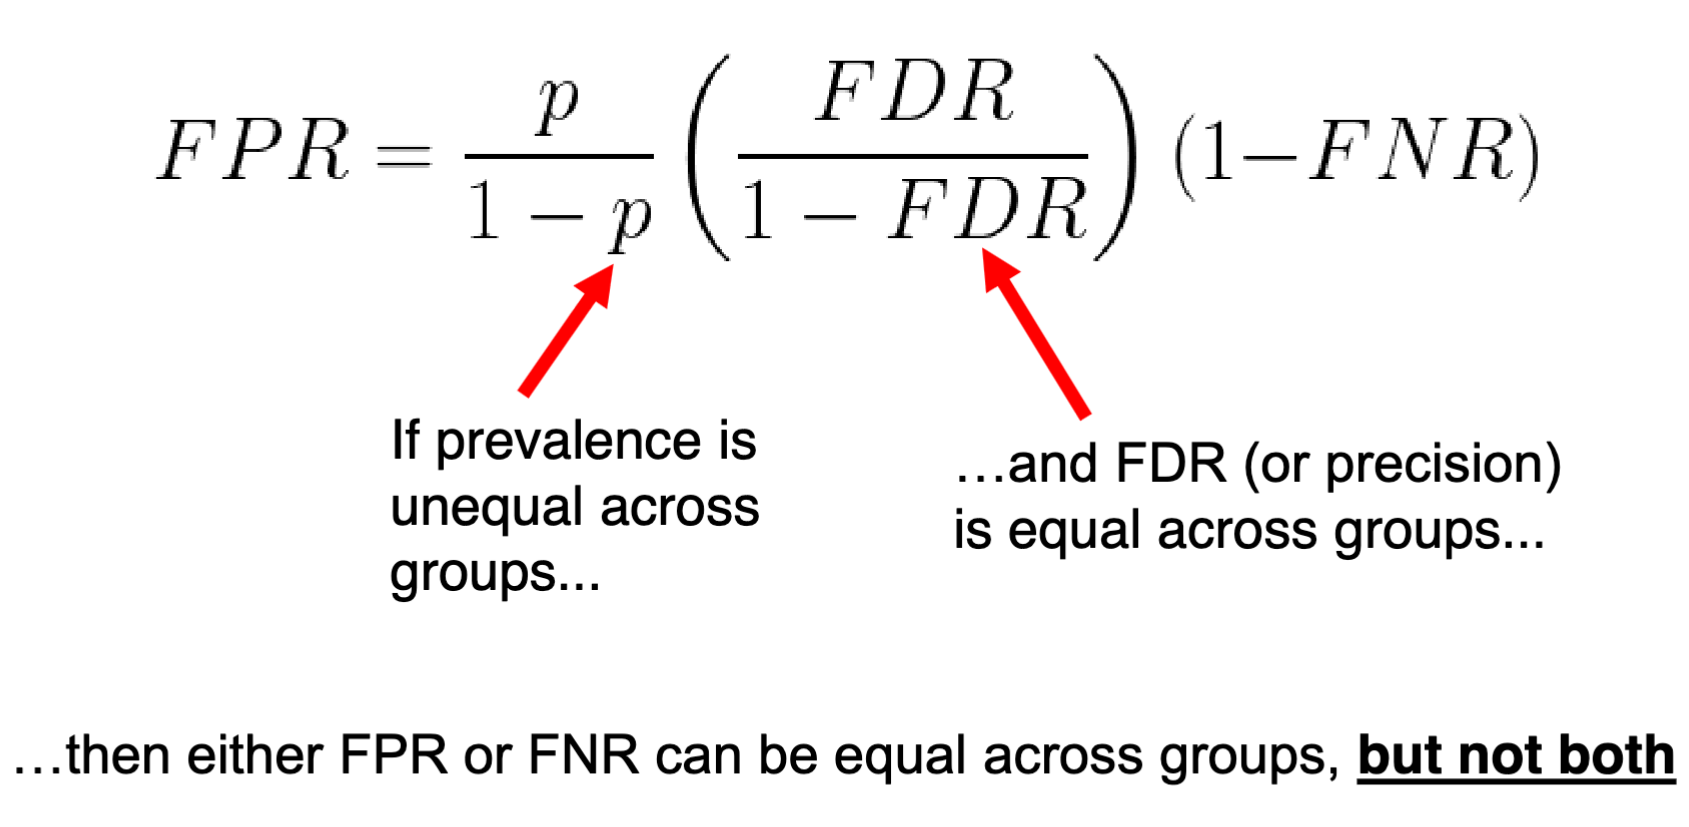 FPR = \frac{p}{1 - p} \left( \frac{FDR}{1 - FDR} \right) (1 - FNR)
If prevalence is
unequal across
groups...
...and FDR (or precision)
is equal across groups...
...then either FPR or FNR can be equal across groups, but not both